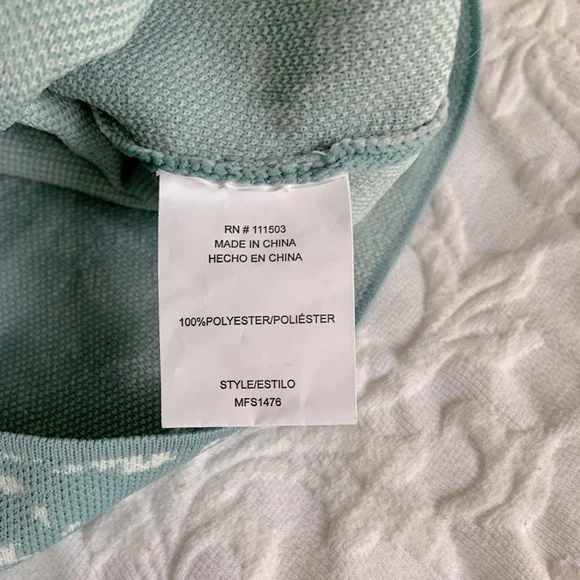 RN # 111503
MADE IN CHINA
HECHO EN CHINA
100%POLYESTER/POLIÉSTER
STYLE/ESTILO
MFS1476